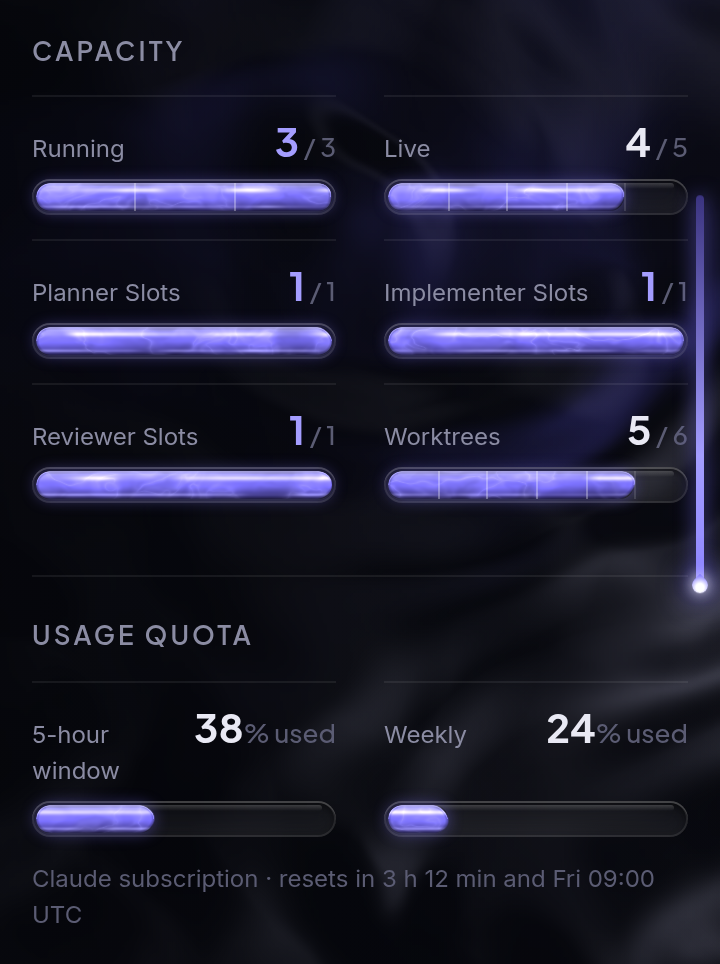 CAPACITY
Running 3 / 3
Live 4 / 5
Planner Slots 1 / 1
Implementer Slots 1 / 1
Reviewer Slots 1 / 1
Worktrees 5 / 6
USAGE QUOTA
5-hour window 38% used
Weekly 24% used
Claude subscription · resets in 3 h 12 min and Fri 09:00
UTC